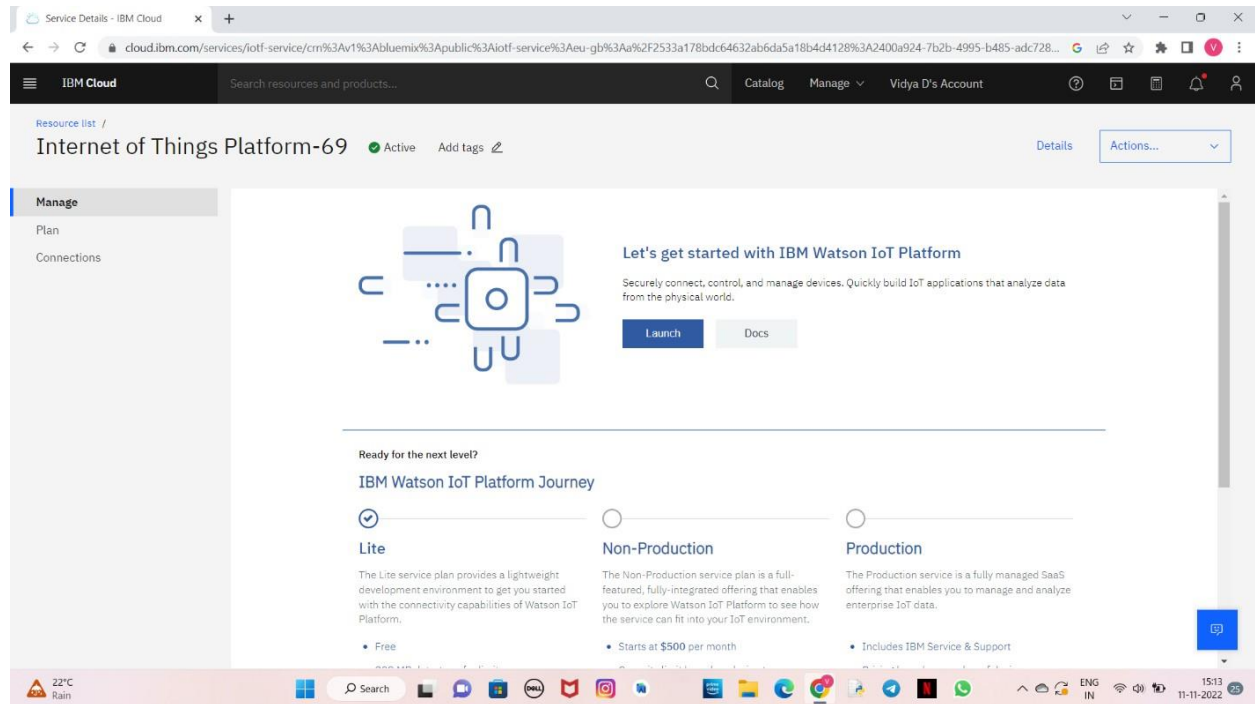 Service Details - IBM Cloud
cloud.ibm.com/services/iotf-service/crn%3Av1%3Abluemix%3Apublic%3Aiotf-service%3Aeu-gb%3Aa%2F2533a178bdc64632ab6da5a18b4d4128%3A2400a924-7b2b-4995-b485-adc728...
IBM Cloud
Search resources and products...
Catalog
Manage
Vidya D's Account
Resource list /
Internet of Things Platform-69
Active
Add tags
Details
Actions...
Manage
Plan
Connections
Let's get started with IBM Watson IoT Platform
Securely connect, control, and manage devices. Quickly build IoT applications that analyze data
from the physical world.
Launch
Docs
Ready for the next level?
IBM Watson IoT Platform Journey
Lite
The Lite service plan provides a lightweight
development environment to get you started
with the connectivity capabilities of Watson IoT
Platform.
• Free
Non-Production
The Non-Production service plan is a full-
featured, fully-integrated offering that enables
you to explore Watson IoT Platform to see how
the service can fit into your IoT environment.
• Starts at $500 per month
Production
The Production service is a fully managed SaaS
offering that enables you to manage and analyze
enterprise IoT data.
• Includes IBM Service & Support
22°C
Rain
Search
ENG
IN
15:13
11-11-2022
25